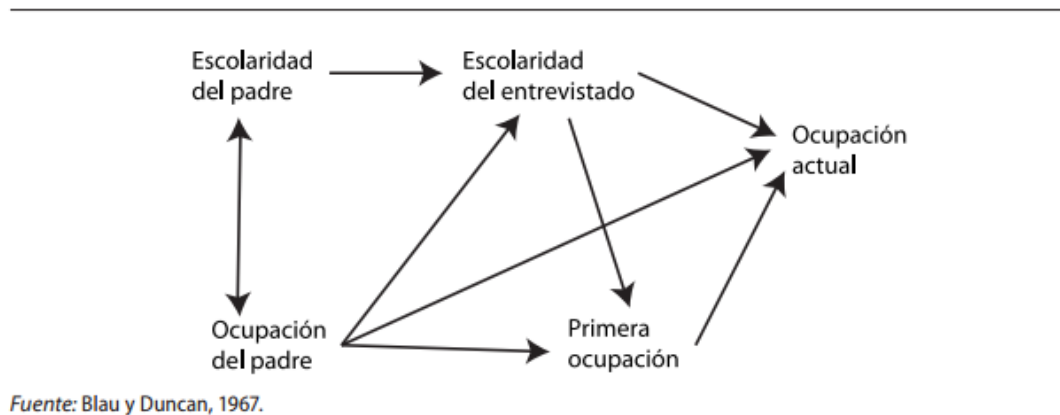 Escolaridad
del padre
Escolaridad
del entrevistado
Ocupación
actual
Ocupación
del padre
Primera
ocupación
Fuente: Blau y Duncan, 1967.